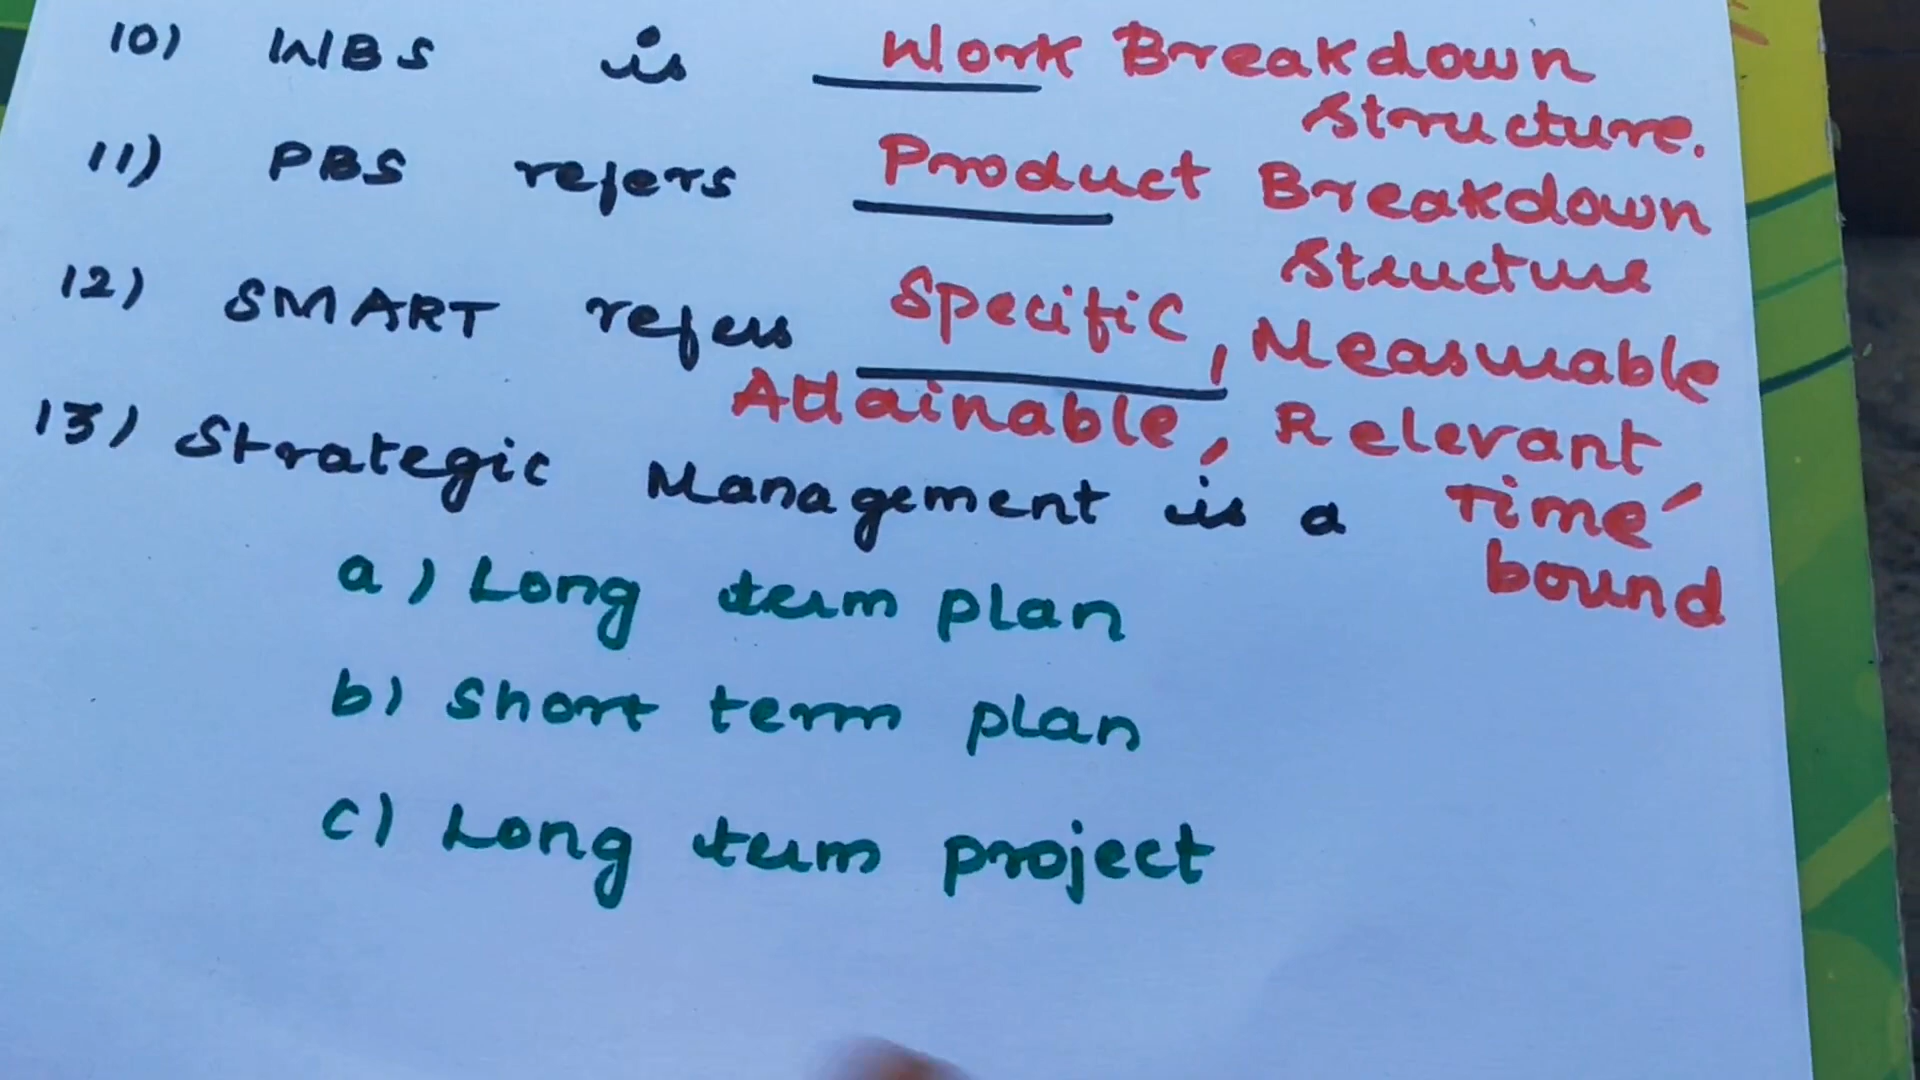 10) WBS is Work Breakdown
Structure.
11) PBS refers Product Breakdown
Structure
12) SMART refers Specific, Measurable
Attainable, Relevant,
13) Strategic Management is a Time
bound
a) Long term plan
b) Short term plan
c) Long term project